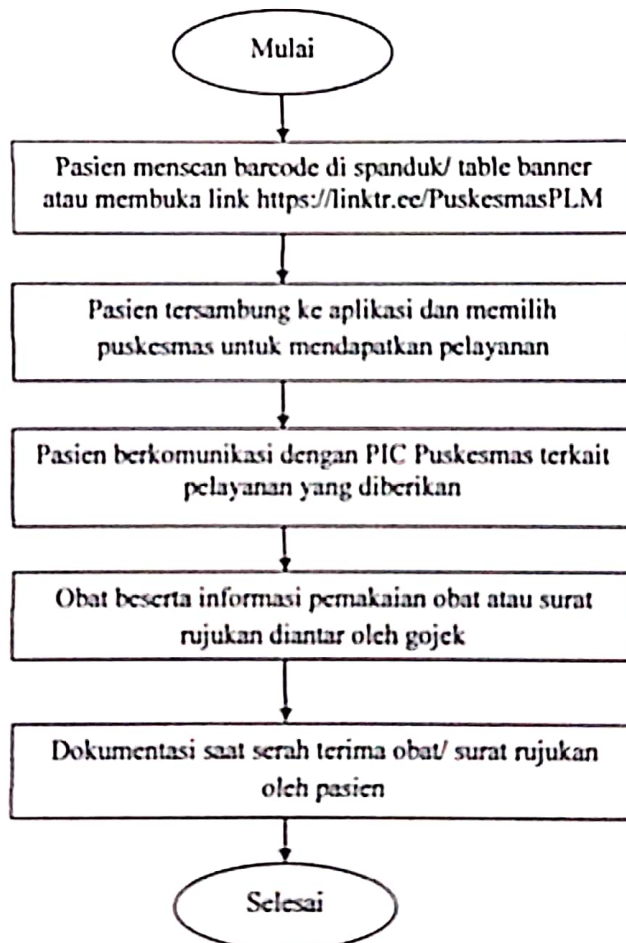 Mulai
Pasien menscan barcode di spanduk/ table banner
atau membuka link https://linktr.ee/PuskesmasPLM
Pasien tersambung ke aplikasi dan memilih
puskesmas untuk mendapatkan pelayanan
Pasien berkomunikasi dengan PIC Puskesmas terkait
pelayanan yang diberikan
Obat beserta informasi pemakaian obat atau surat
rujukan diantar oleh gojek
Dokumentasi saat serah terima obat/ surat rujukan
oleh pasien
Selesai